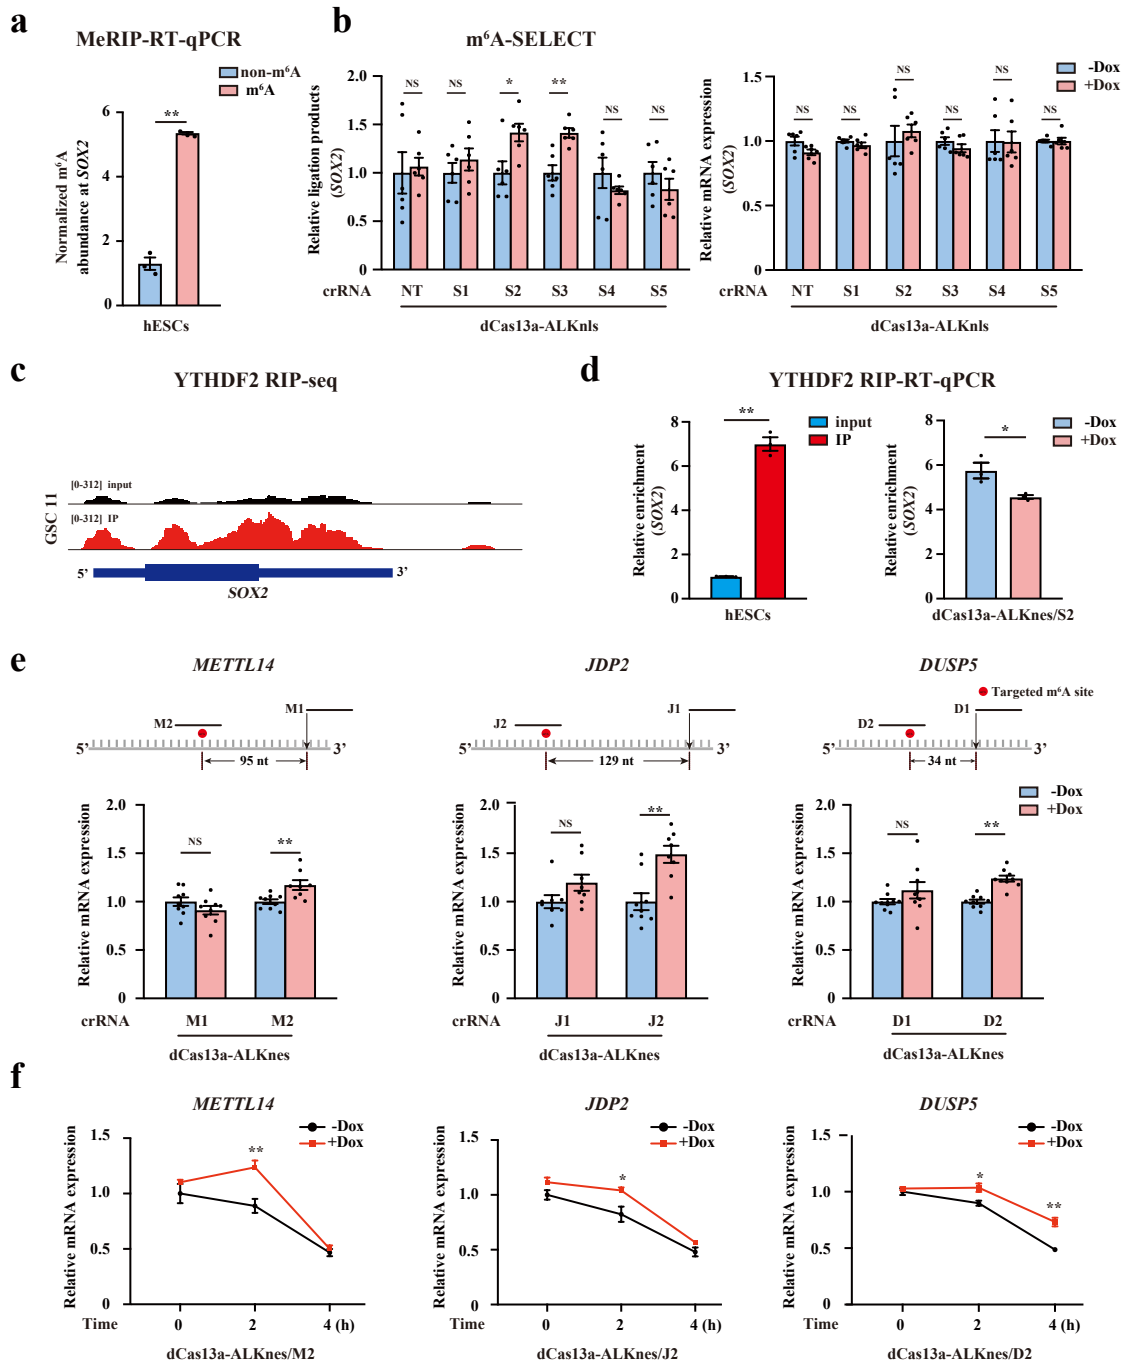 a
MeRIP-RT-qPCR
non-m⁶A
m⁶A
**
Normalized m⁶A
abundance at SOX2
6
4
2
0
hESCs
b
m⁶A-SELECT
Relative ligation products
(SOX2)
2.0
1.5
1.0
0.5
0
NS NS * ** NS NS
crRNA NT S1 S2 S3 S4 S5
dCas13a-ALKnls
-Dox
+Dox
Relative mRNA expression
(SOX2)
1.5
1.0
0.5
0
NS NS NS NS NS NS
crRNA NT S1 S2 S3 S4 S5
dCas13a-ALKnls
c
YTHDF2 RIP-seq
GSC 11
[0-312] input
[0-312] IP
5’ 3’
SOX2
d
YTHDF2 RIP-RT-qPCR
input
IP
**
Relative enrichment
(SOX2)
8
6
4
2
0
hESCs
-Dox
+Dox
*
Relative enrichment
(SOX2)
8
6
4
2
0
dCas13a-ALKnes/S2
e
METTL14
M1
M2
5’ 3’
95 nt
Relative mRNA expression
2.0
1.5
1.0
0.5
0
NS **
crRNA M1 M2
dCas13a-ALKnes
JDP2
J1
J2
5’ 3’
129 nt
Relative mRNA expression
2.0
1.5
1.0
0.5
0
NS **
crRNA J1 J2
dCas13a-ALKnes
DUSP5
Targeted m⁶A site
D1
D2
5’ 3’
34 nt
-Dox
+Dox
Relative mRNA expression
2.0
1.5
1.0
0.5
0
NS **
crRNA D1 D2
dCas13a-ALKnes
f
METTL14
-Dox
+Dox
**
Relative mRNA expression
1.5
1.0
0.5
0
Time 0 2 4 (h)
dCas13a-ALKnes/M2
JDP2
-Dox
+Dox
*
Relative mRNA expression
1.5
1.0
0.5
0
Time 0 2 4 (h)
dCas13a-ALKnes/J2
DUSP5
-Dox
+Dox
*
**
Relative mRNA expression
1.5
1.0
0.5
0
Time 0 2 4 (h)
dCas13a-ALKnes/D2